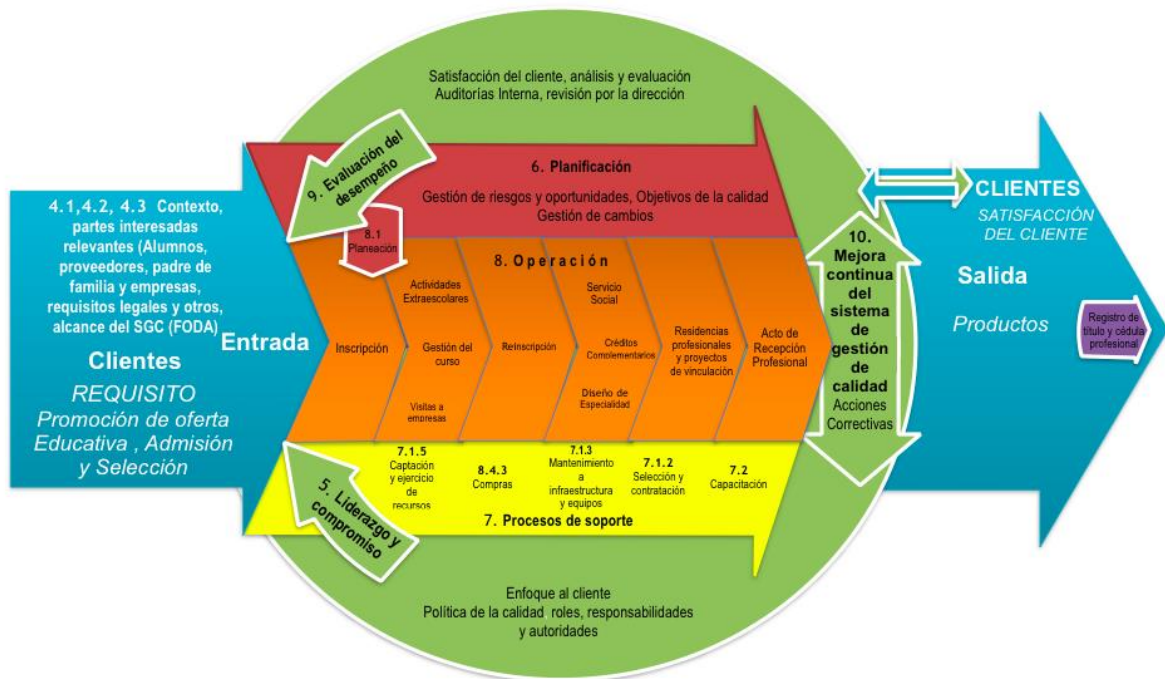 Satisfacción del cliente, análisis y evaluación
Auditorías Interna, revisión por la dirección
9. Evaluación del
desempeño
6. Planificación
Gestión de riesgos y oportunidades, Objetivos de la calidad
Gestión de cambios
4.1,4.2, 4.3 Contexto,
partes interesadas
relevantes (Alumnos,
proveedores, padre de
familia y empresas,
requisitos legales y otros,
alcance del SGC (FODA)
Entrada
Clientes
REQUISITO
Promoción de oferta
Educativa , Admisión
y Selección
8.1
Planeación
8. Operación
Inscripción
Actividades
Extraescolares
Gestión del
curso
Visitas a
empresas
Reinscripción
Servicio
Social
Créditos
Complementarios
Diseño de
Especialidad
Residencias
profesionales
y proyectos
de vinculación
Acto de
Recepción
Profesional
10.
Mejora
continua
del
sistema
de
gestión
de
calidad
Acciones
Correctivas
CLIENTES
SATISFACCIÓN
DEL CLIENTE
Salida
Productos
Registro de
título y cédula
profesional
7.1.5
Captación
y ejercicio
de
recursos
8.4.3
Compras
7.1.3
Mantenimiento
a
infraestructura
y equipos
7.1.2
Selección y
contratación
7.2
Capacitación
7. Procesos de soporte
5. Liderazgo y
compromiso
Enfoque al cliente
Política de la calidad, roles, responsabilidades
y autoridades